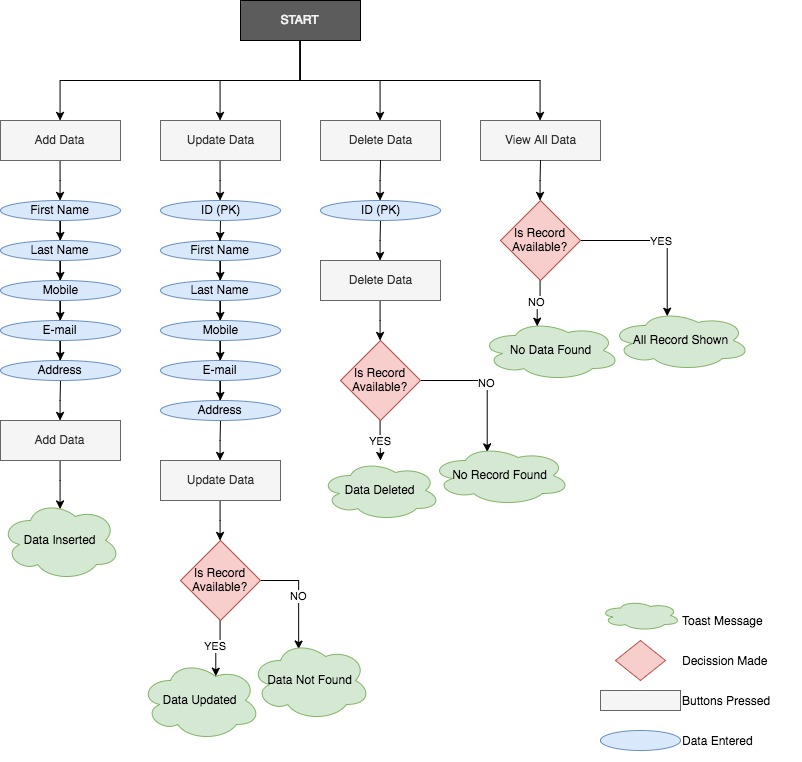 START
Add Data
Update Data
Delete Data
View All Data
First Name
ID (PK)
ID (PK)
Is Record
Available?
YES
Last Name
First Name
Delete Data
Mobile
Last Name
NO
E-mail
Mobile
No Data Found
All Record Shown
Address
E-mail
Is Record
Available?
NO
Address
Add Data
YES
Update Data
Data Deleted
No Record Found
Data Inserted
Is Record
Available?
NO
YES
Data Updated
Data Not Found
Toast Message
Decission Made
Buttons Pressed
Data Entered